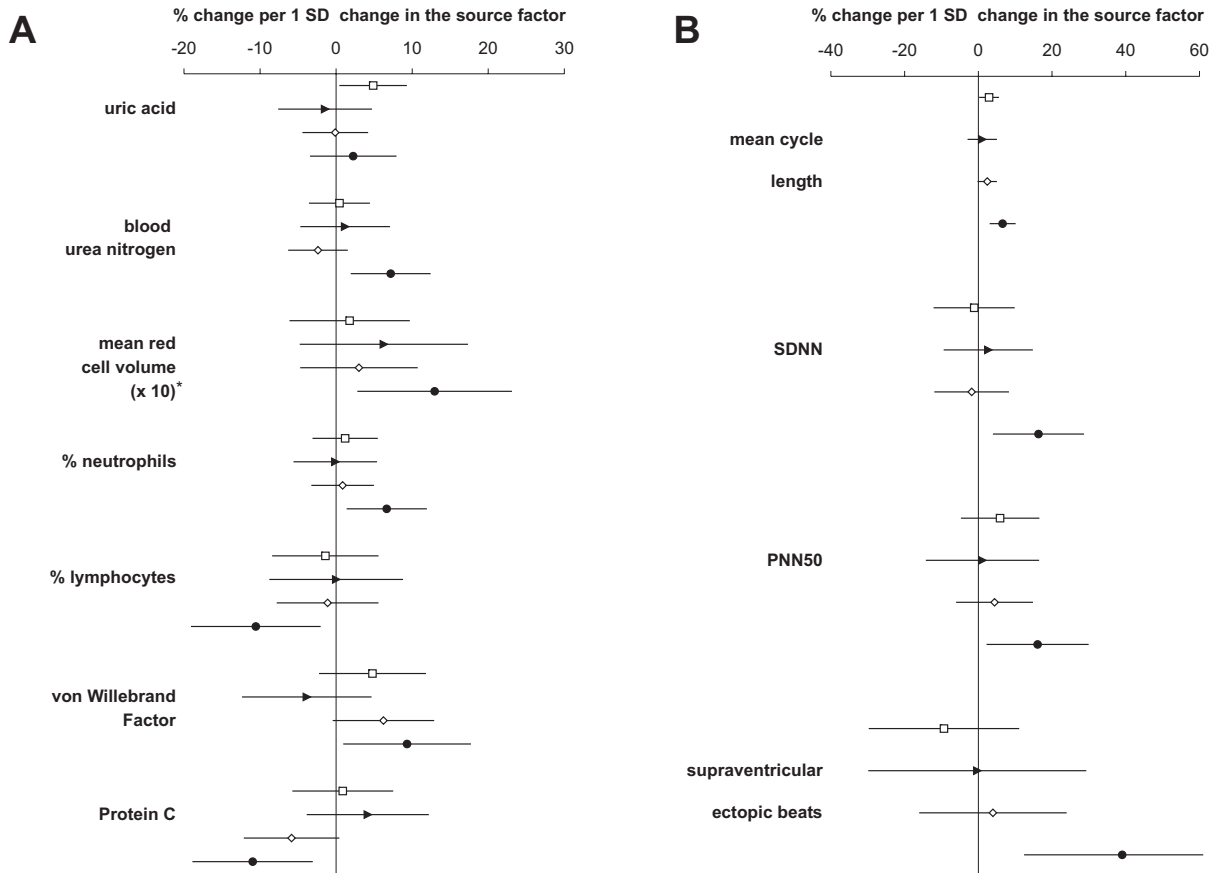 A
% change per 1 SD change in the source factor
-20 -10 0 10 20 30
uric acid
blood
urea nitrogen
mean red
cell volume
(x 10)*
% neutrophils
% lymphocytes
von Willebrand
Factor
Protein C
B
% change per 1 SD change in the source factor
-40 -20 0 20 40 60
mean cycle
length
SDNN
PNN50
supraventricular
ectopic beats